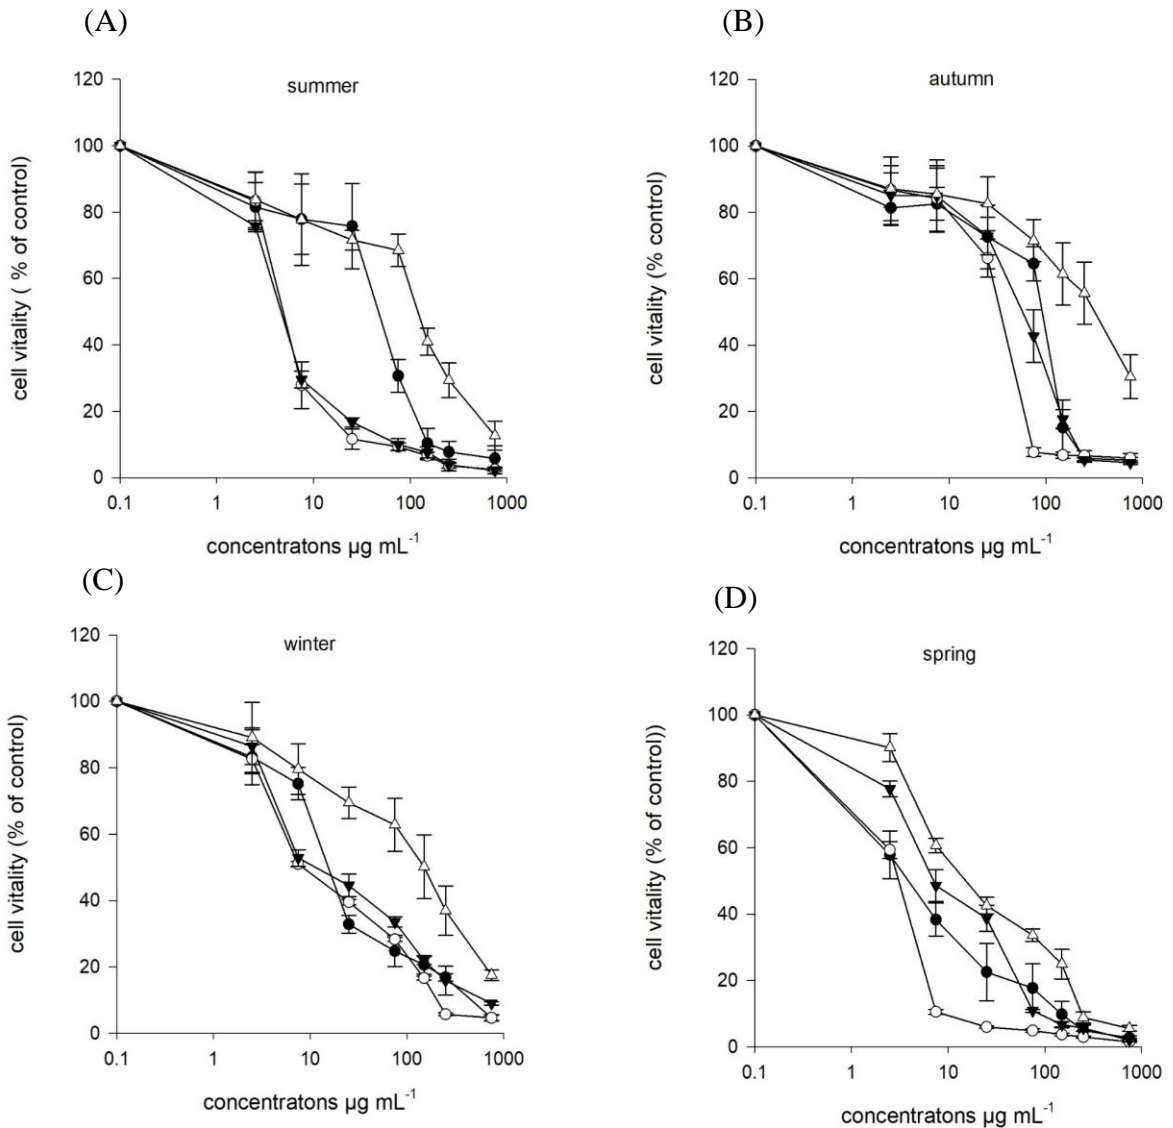 (A)
summer
120
100
80
60
40
20
0
cell vitality ( % of control)
0.1 1 10 100 1000
concentratons µg mL-1
(B)
autumn
120
100
80
60
40
20
0
cell vitality (% control)
0.1 1 10 100 1000
concentratons µg mL-1
(C)
winter
120
100
80
60
40
20
0
cell vitality (% of control)
0.1 1 10 100 1000
concentratons µg mL-1
(D)
spring
120
100
80
60
40
20
0
cell vitality (% of control))
0.1 1 10 100 1000
concentratons µg mL-1